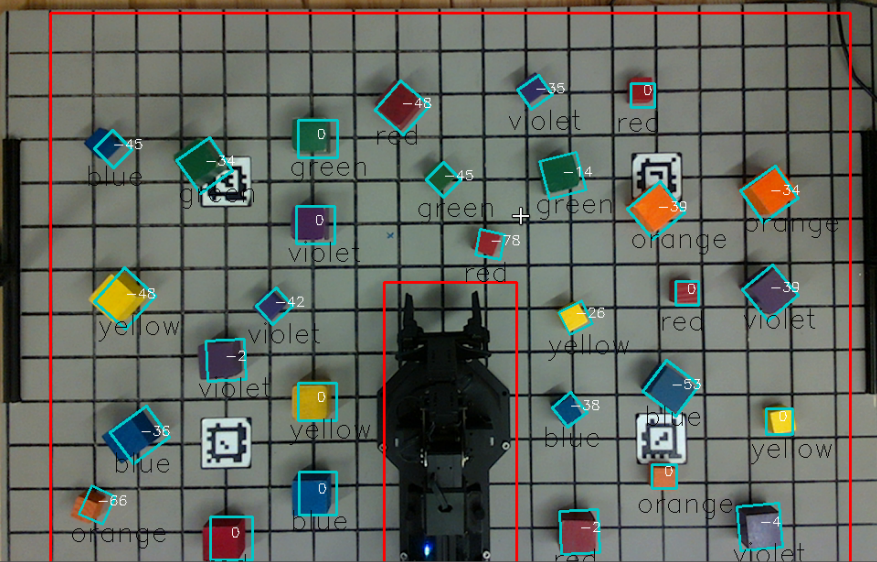 -35
violet
0
red
-48
red
0
green
-45
blue
-34
green
-45
green
-14
green
-39
orange
-34
orange
0
violet
-78
red
-48
yellow
-42
violet
-26
yellow
0
red
-39
violet
-2
violet
0
yellow
-38
blue
-53
blue
0
yellow
-36
blue
0
blue
-66
orange
orange
0
red
-2
red
-4
violet